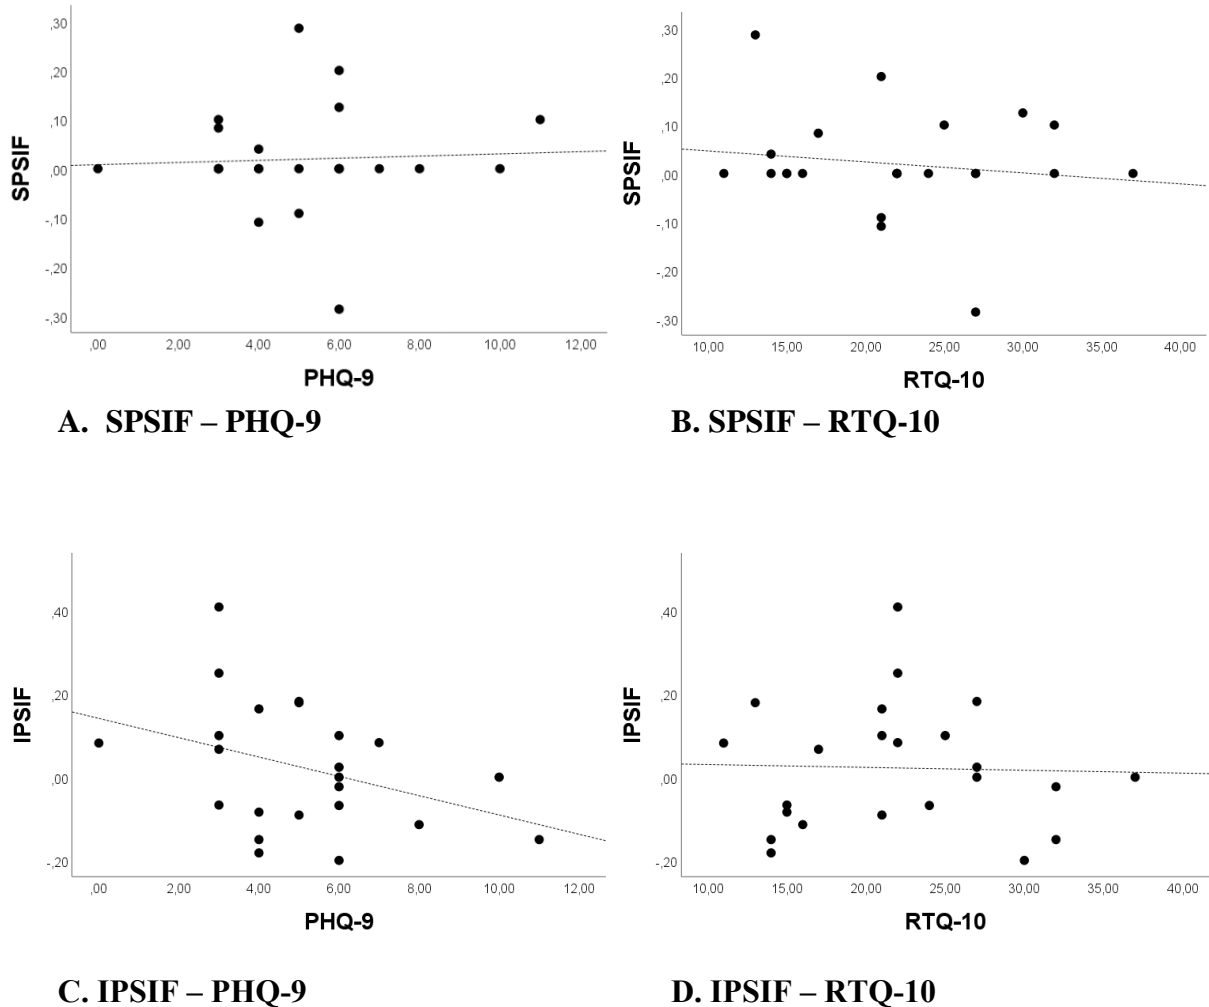 ,30
,20
,10
,00
-,10
-,20
-,30
SPSIF
,00 2,00 4,00 6,00 8,00 10,00 12,00
PHQ-9
A. SPSIF – PHQ-9
,30
,20
,10
,00
-,10
-,20
-,30
SPSIF
10,00 15,00 20,00 25,00 30,00 35,00 40,00
RTQ-10
B. SPSIF – RTQ-10
,40
,20
,00
-,20
IPSIF
,00 2,00 4,00 6,00 8,00 10,00 12,00
PHQ-9
C. IPSIF – PHQ-9
,40
,20
,00
-,20
IPSIF
10,00 15,00 20,00 25,00 30,00 35,00 40,00
RTQ-10
D. IPSIF – RTQ-10